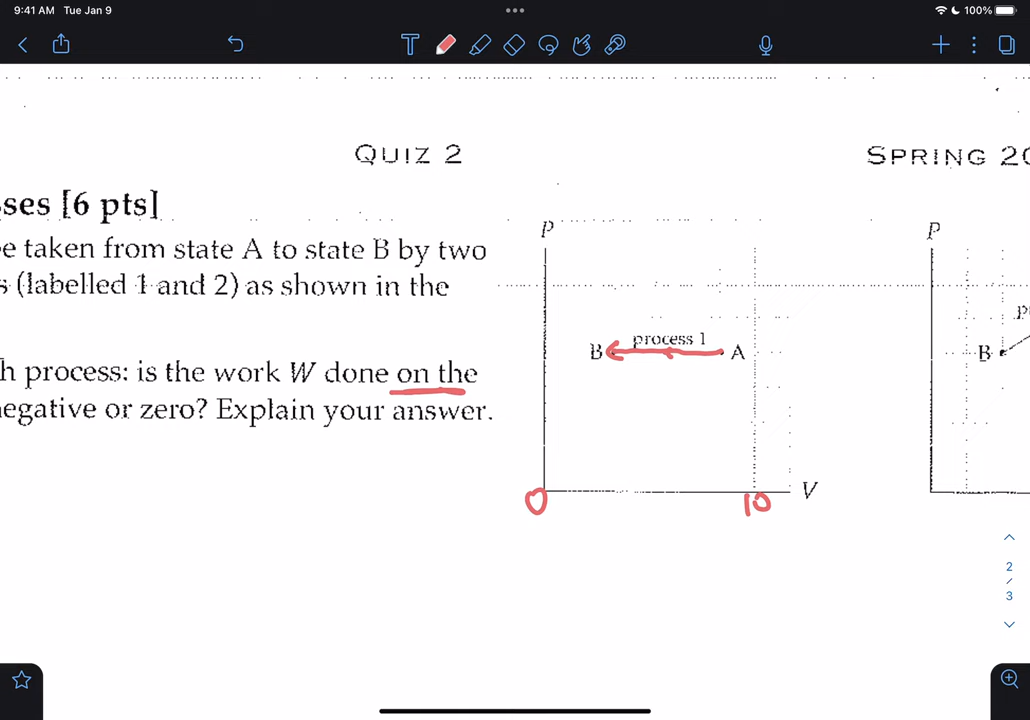 9:41 AM Tue Jan 9
100%
QUIZ 2
SPRING 20
sses [6 pts]
e taken from state A to state B by two
s (labelled 1 and 2) as shown in the
h process: is the work W done on the
negative or zero? Explain your answer.
P
process 1
B
A
0
10
V
P
B
2
/
3